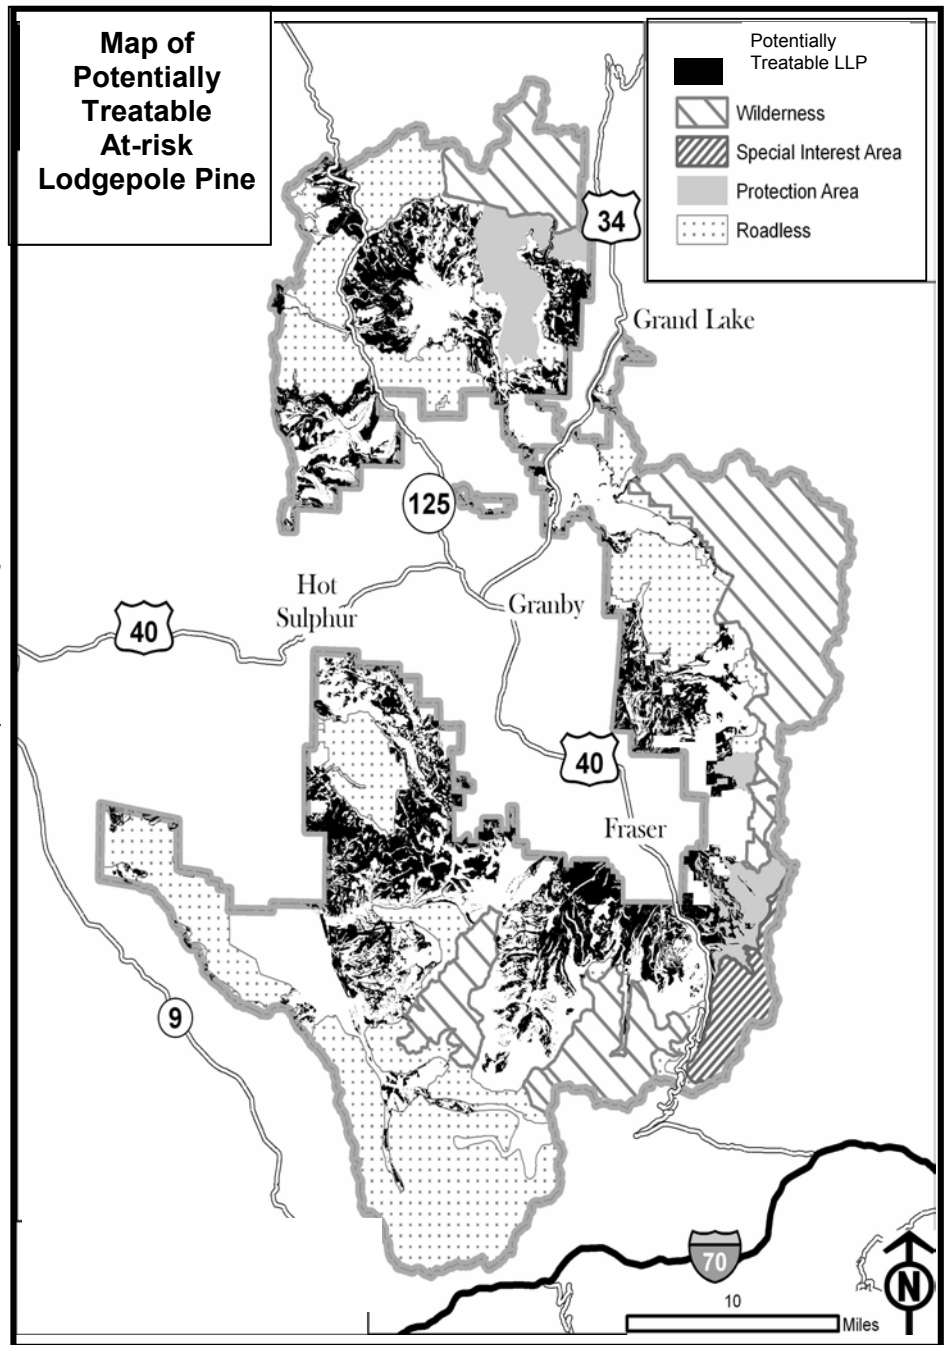 Map of
Potentially
Treatable
At-risk
Lodgepole Pine
Potentially
Treatable LLP
Wilderness
Special Interest Area
Protection Area
Roadless
34
Grand Lake
125
Hot
Sulphur
Granby
40
40
Fraser
9
70
N
10
Miles